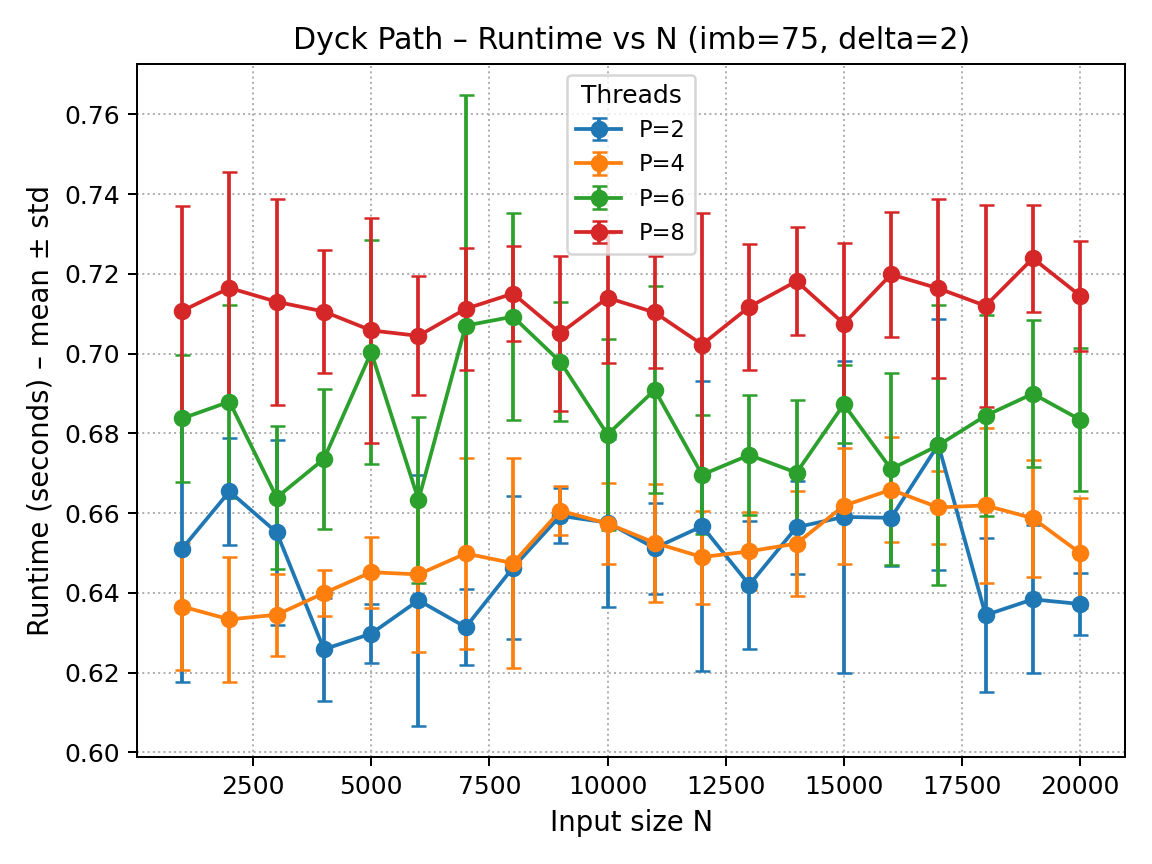 Dyck Path – Runtime vs N (imb=75, delta=2)
Threads
P=2
P=4
P=6
P=8
Runtime (seconds) – mean ± std
0.76
0.74
0.72
0.70
0.68
0.66
0.64
0.62
0.60
2500 5000 7500 10000 12500 15000 17500 20000
Input size N